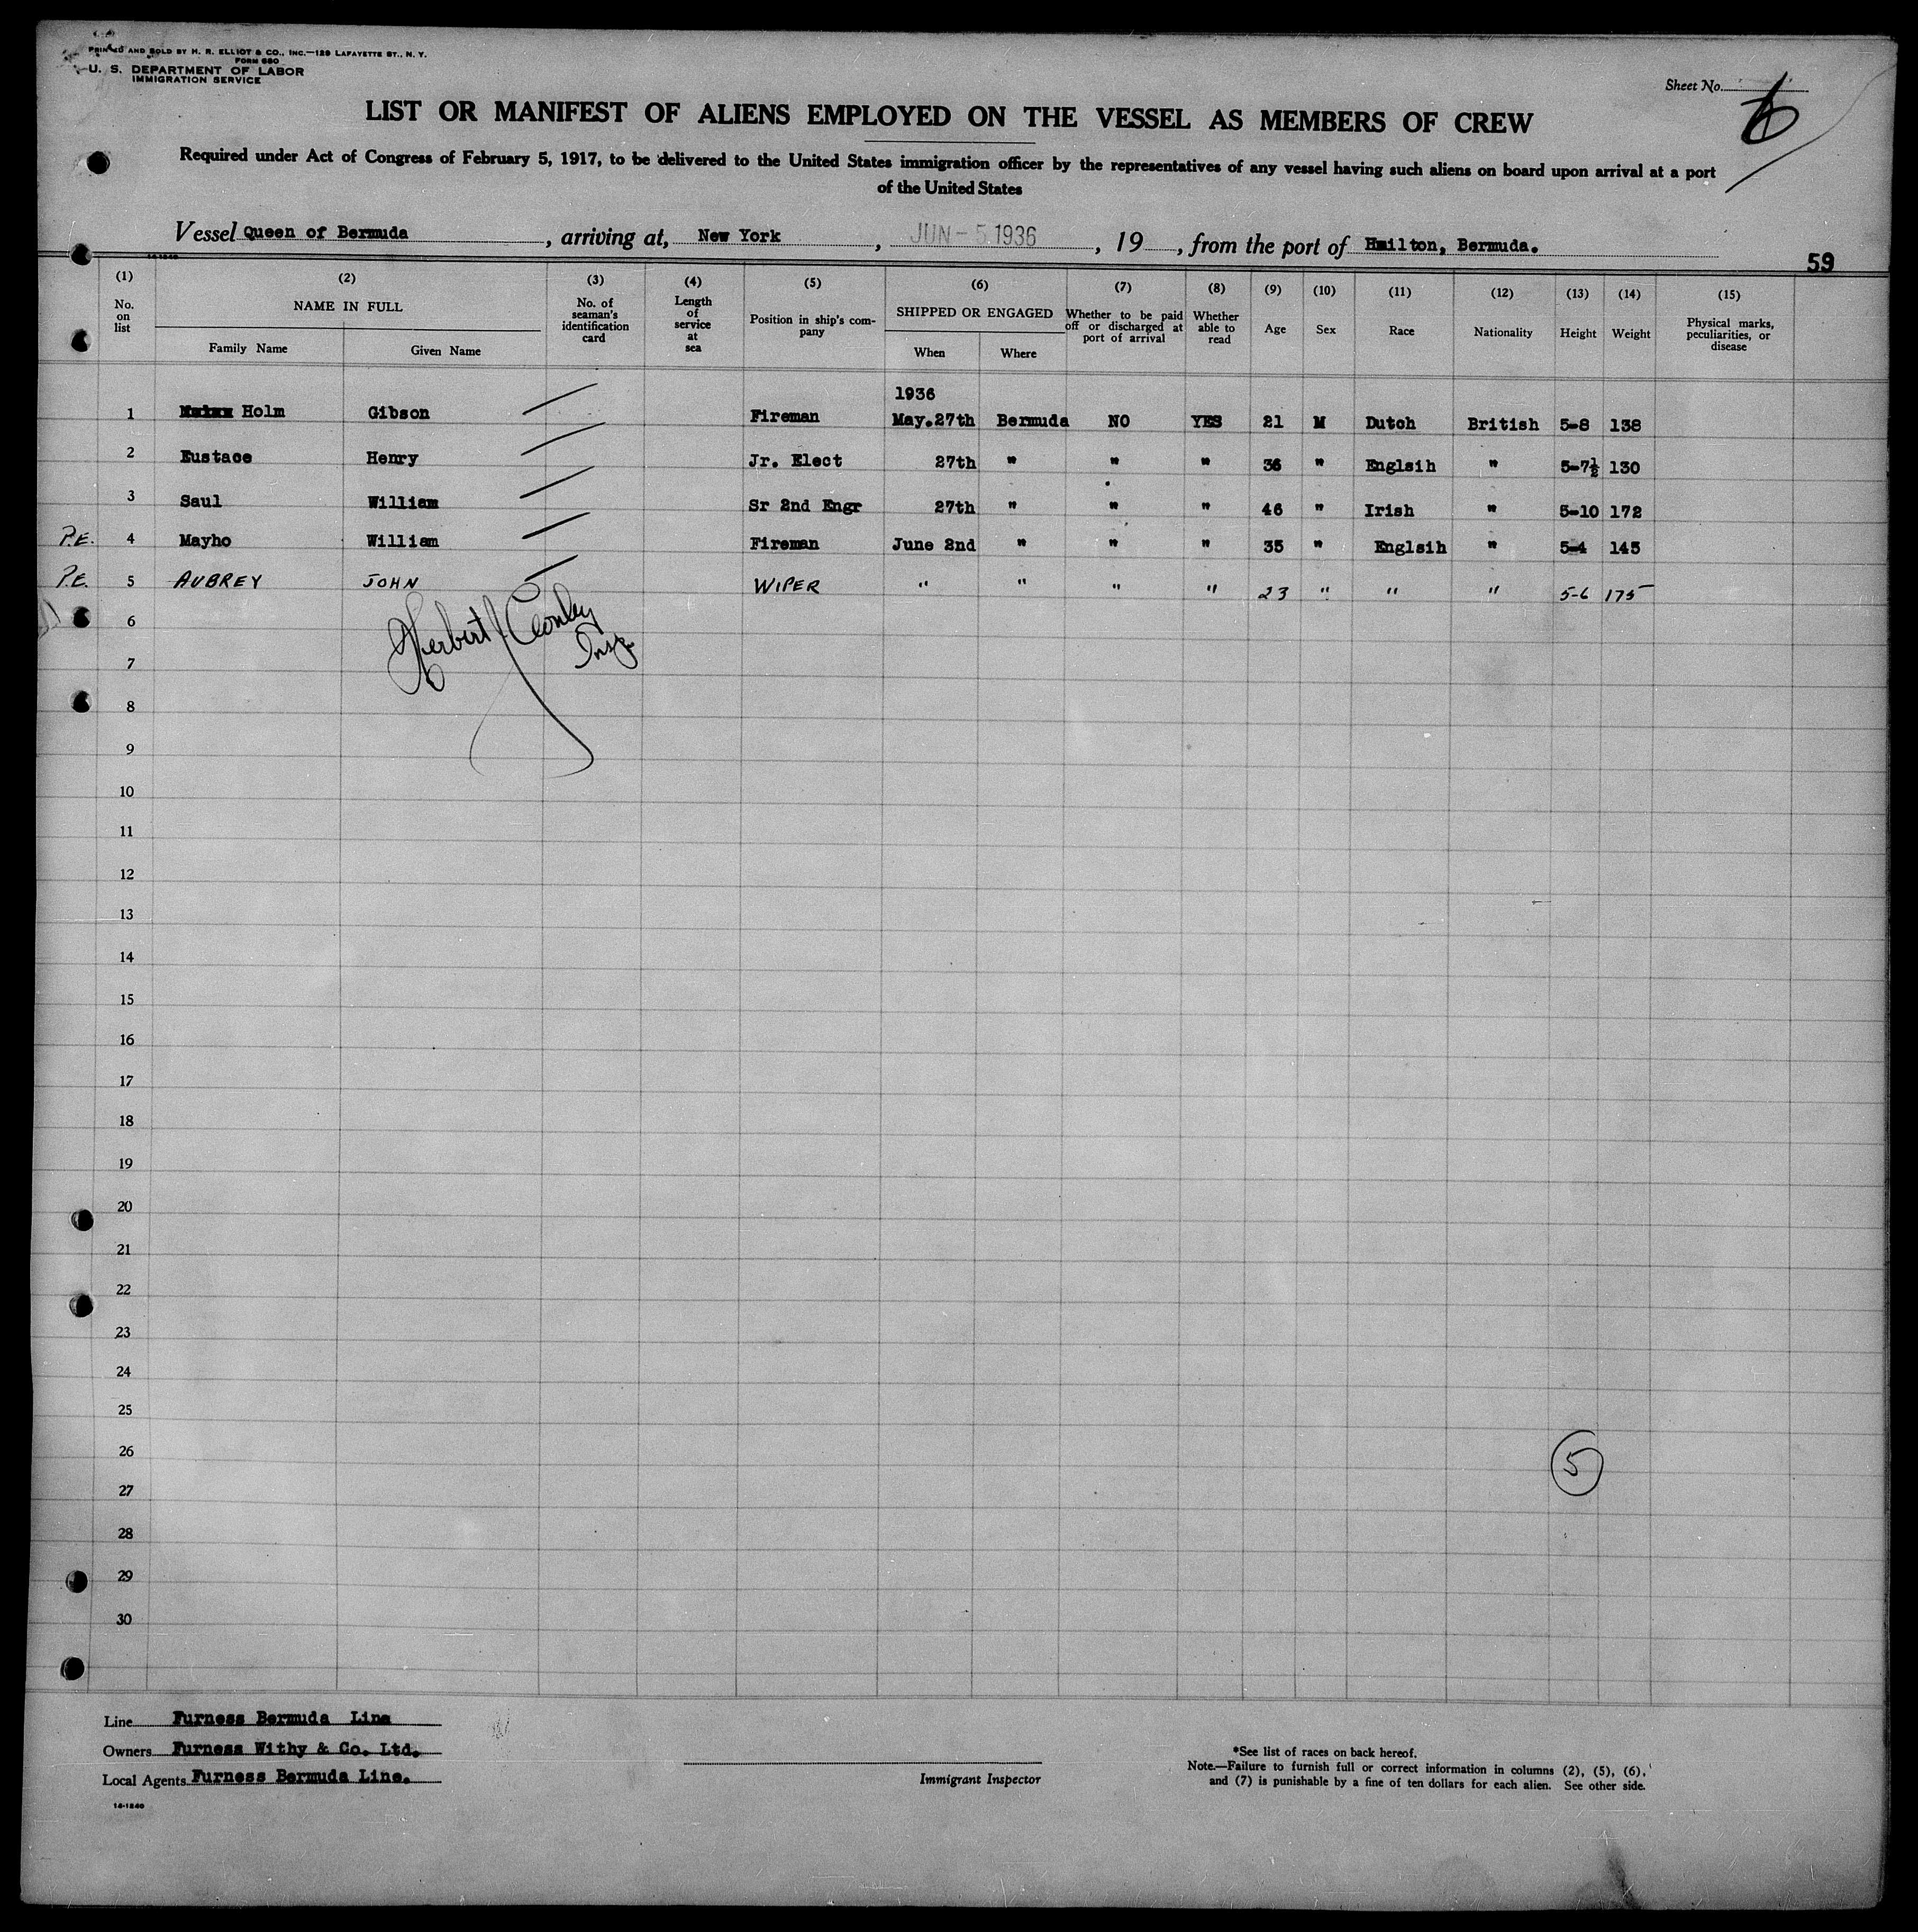 PRINTED AND SOLD BY H. R. ELLIOT & CO., INC.—129 LAFAYETTE ST., N. Y.
FORM 680
U. S. DEPARTMENT OF LABOR
IMMIGRATION SERVICE
Sheet No.
6
LIST OR MANIFEST OF ALIENS EMPLOYED ON THE VESSEL AS MEMBERS OF CREW
Required under Act of Congress of February 5, 1917, to be delivered to the United States immigration officer by the representatives of any vessel having such aliens on board upon arrival at a port
of the United States
Vessel Queen of Bermuda, arriving at, New York, JUN - 5 1936, 19, from the port of Hmilton, Bermuda.
59
14-1240
(1) (2) (3) (4) (5) (6) (7) (8) (9) (10) (11) (12) (13) (14) (15)
No. on list NAME IN FULL Family Name Given Name No. of seaman's identification card Length of service at sea Position in ship's company SHIPPED OR ENGAGED When Where Whether to be paid off or discharged at port of arrival Whether able to read Age Sex Race Nationality Height Weight Physical marks, peculiarities, or disease
1936
1 Holm Gibson Fireman May.27th Bermuda NO YES 21 M Dutch British 5-8 138
2 Eustace Henry Jr. Elect 27th " " " 36 " Englsih " 5-7½ 130
3 Saul William Sr 2nd Engr 27th " " " 46 " Irish " 5-10 172
P.E. 4 Mayho William Fireman June 2nd " " " 35 " Englsih " 5-4 145
P.E. 5 AUBREY JOHN WIPER " " " " 23 " " " 5-6 175
Herbert Insp
6
7
8
9
10
11
12
13
14
15
16
17
18
19
20
21
22
23
24
25
26
5
27
28
29
30
Line Furness Bermuda Line
Owners Furness Withy & Co. Ltd.
Local Agents Furness Bermuda Line.
14-1240
Immigrant Inspector
*See list of races on back hereof.
Note.—Failure to furnish full or correct information in columns (2), (5), (6),
and (7) is punishable by a fine of ten dollars for each alien. See other side.